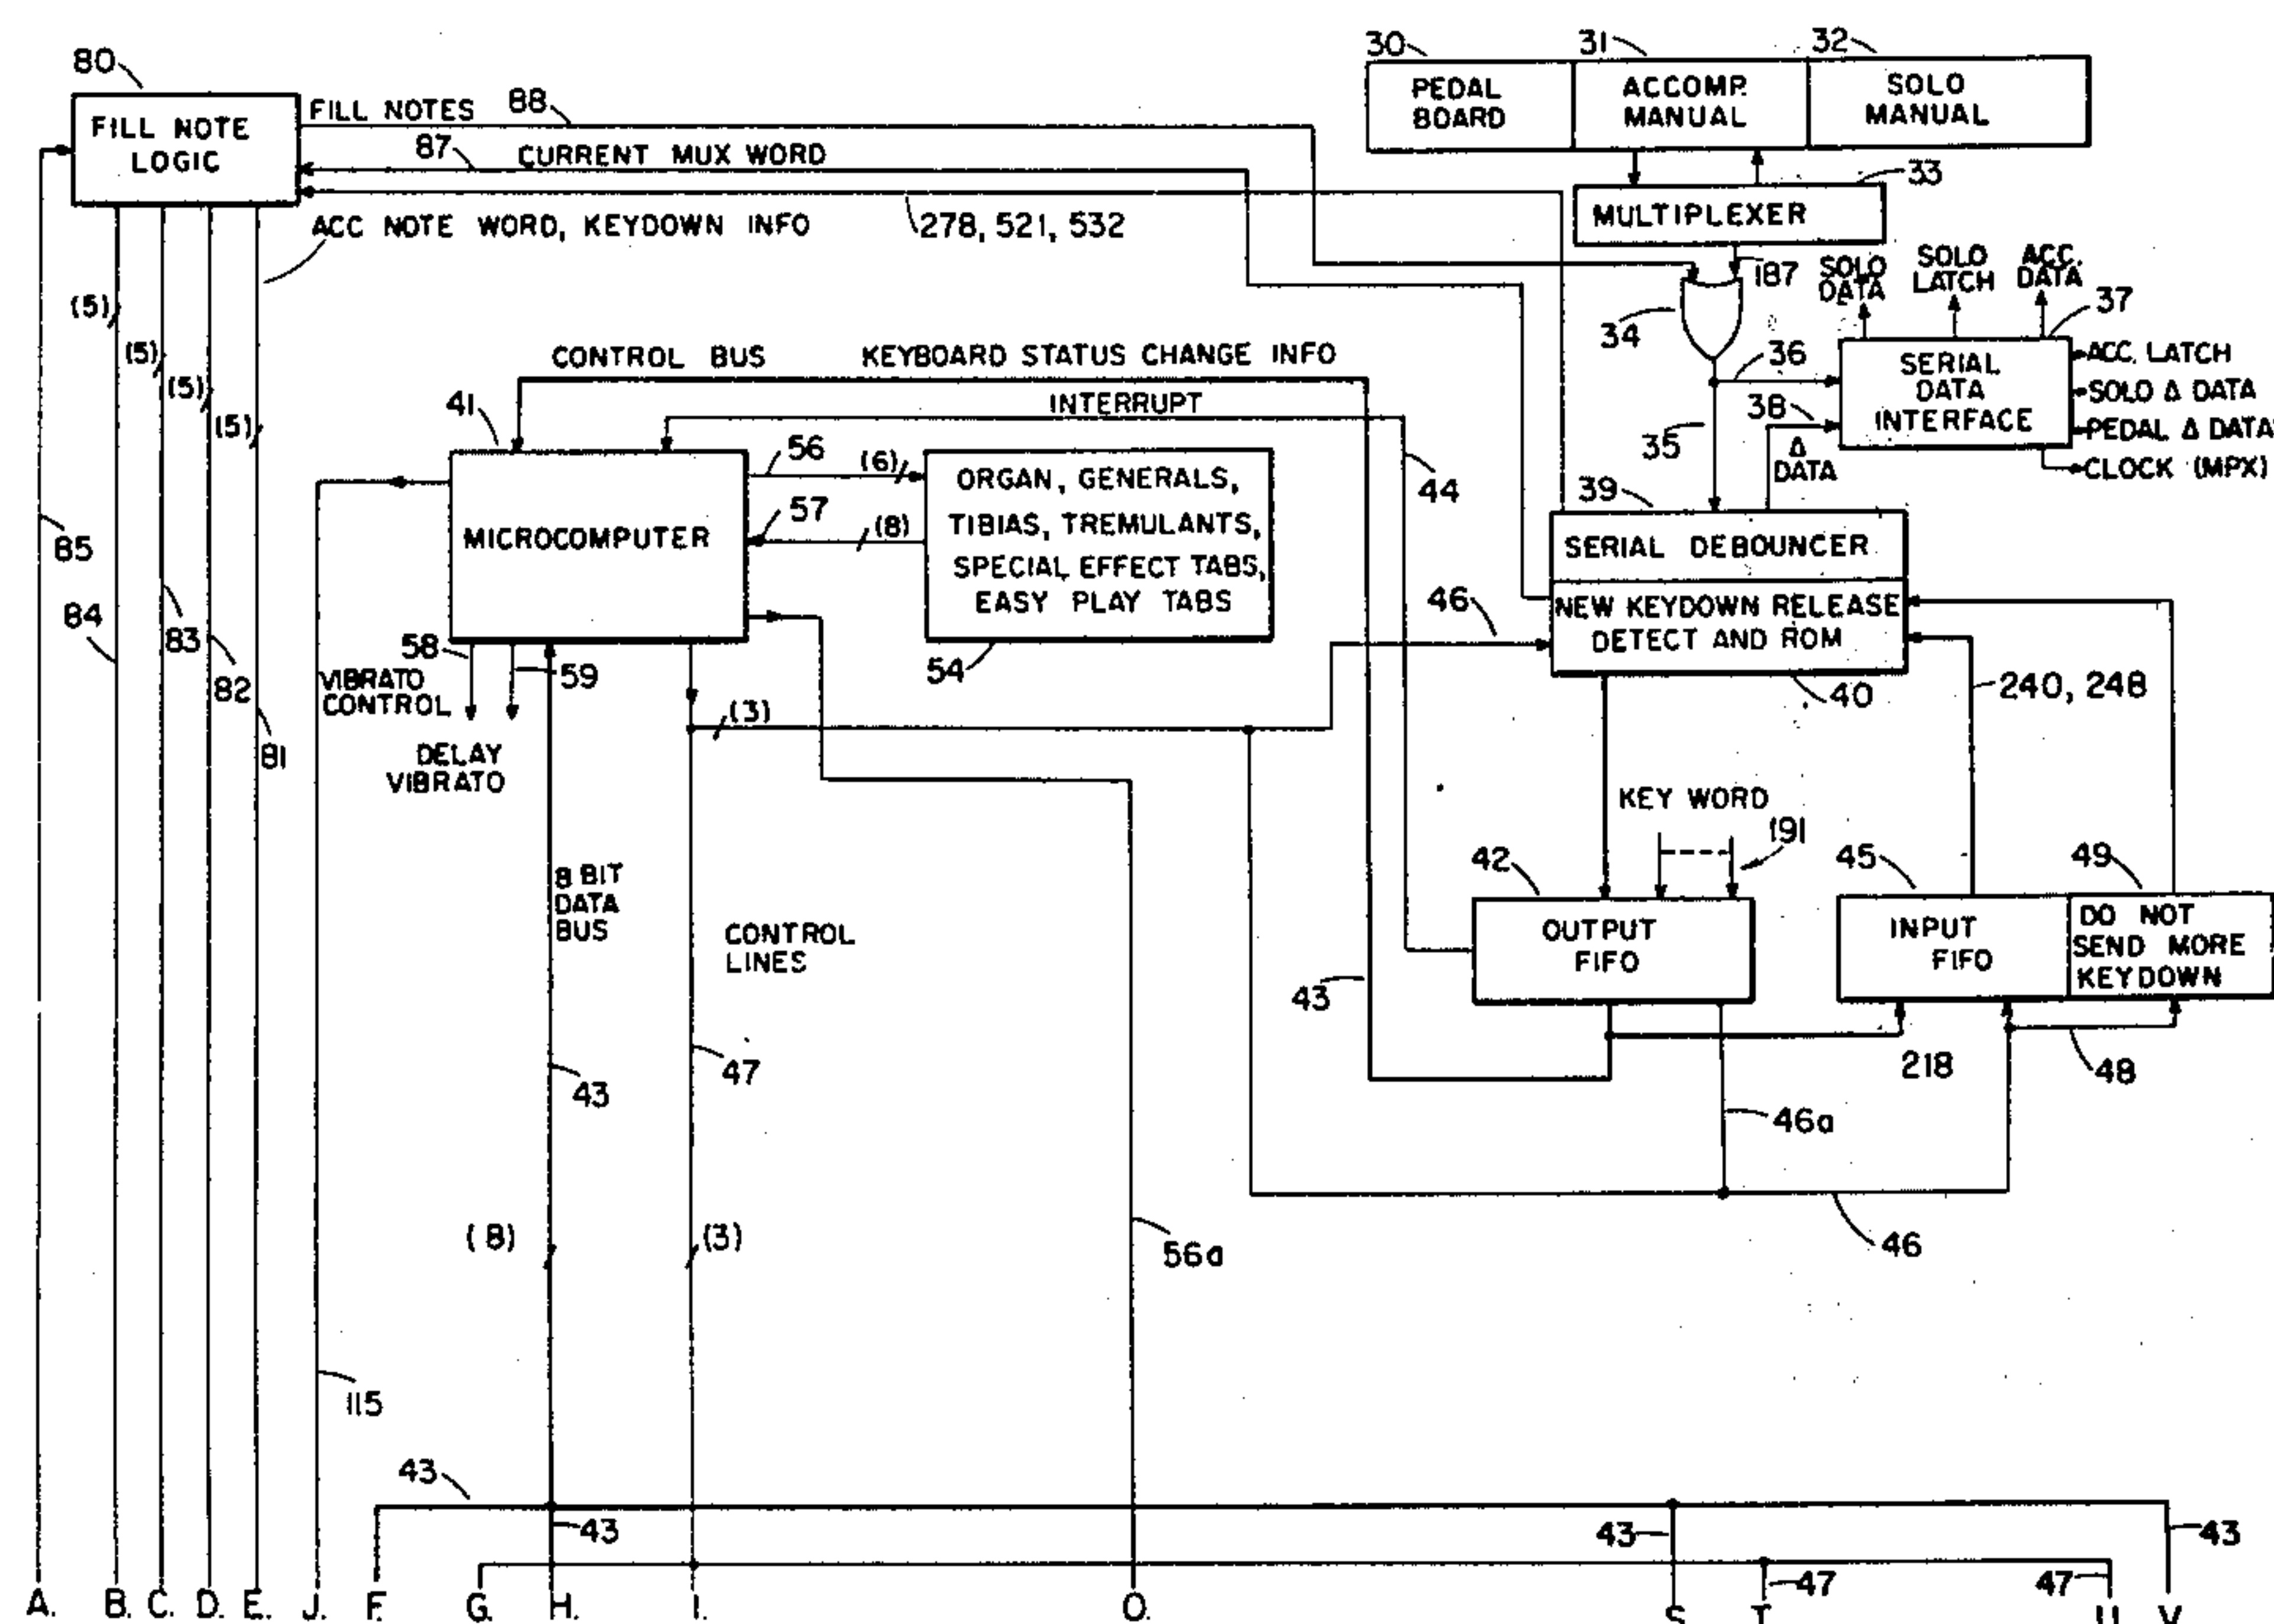 80
FILL NOTE
LOGIC
FILL NOTES
88
87
CURRENT MUX WORD
ACC NOTE WORD, KEYDOWN INFO
278, 521, 532
30
31
32
PEDAL
BOARD
ACCOMP.
MANUAL
SOLO
MANUAL
33
MULTIPLEXER
187
34
SOLO
DATA
SOLO
LATCH
ACC.
DATA
37
36
SERIAL
DATA
INTERFACE
ACC. LATCH
SOLO Δ DATA
PEDAL Δ DATA
CLOCK (MPX)
35
38
Δ
DATA
(5)
(5)
(5)
(5)
CONTROL BUS
KEYBOARD STATUS CHANGE INFO
INTERRUPT
41
MICROCOMPUTER
56
(6)
57
(8)
ORGAN, GENERALS,
TIBIAS, TREMULANTS,
SPECIAL EFFECT TABS,
EASY PLAY TABS
54
44
39
SERIAL DEBOUNCER
NEW KEYDOWN RELEASE
DETECT AND ROM
40
46
240, 248
85
84
83
82
81
58
59
VIBRATO
CONTROL
DELAY
VIBRATO
(3)
8 BIT
DATA
BUS
CONTROL
LINES
KEY WORD
191
42
OUTPUT
FIFO
45
INPUT
FIFO
49
DO NOT
SEND MORE
KEYDOWN
43
218
48
43
47
46a
46
(8)
(3)
56a
115
43
43
43
43
47
47
A.
B.
C.
D.
E.
J.
F.
G.
H.
I.
O.
S
T
U
V